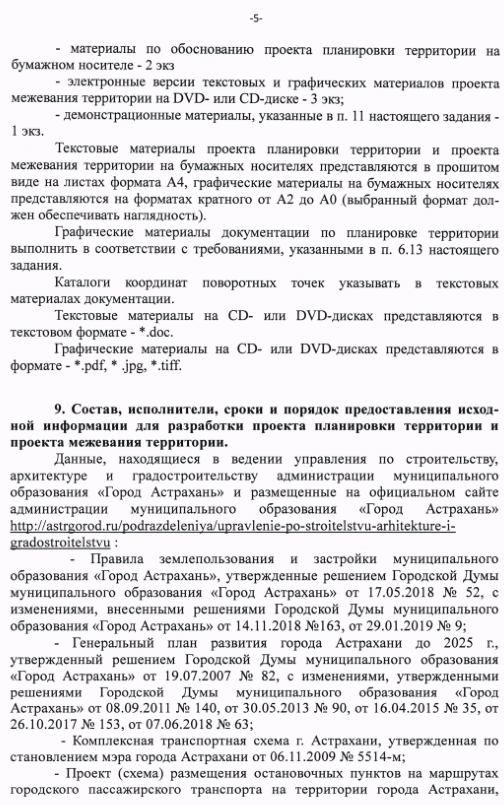 -5-
- материалы по обоснованию проекта планировки территории на
бумажном носителе - 2 экз
- электронные версии текстовых и графических материалов проекта
межевания территории на DVD- или CD-диске - 3 экз;
- демонстрационные материалы, указанные в п. 11 настоящего задания -
1 экз.
Текстовые материалы проекта планировки территории и проекта
межевания территории на бумажных носителях представляются в прошитом
виде на листах формата А4, графические материалы на бумажных носителях
представляются на форматах кратного от А2 до А0 (выбранный формат дол-
жен обеспечивать наглядность).
Графические материалы документации по планировке территории
выполнить в соответствии с требованиями, указанными в п. 6.13 настоящего
задания.
Каталоги координат поворотных точек указывать в текстовых
материалах документации.
Текстовые материалы на CD- или DVD-дисках представляются в
текстовом формате - *.doc.
Графические материалы на CD- или DVD-дисках представляются в
формате - *.pdf, * .jpg, *.tiff.
9. Состав, исполнители, сроки и порядок предоставления исход-
ной информации для разработки проекта планировки территории и
проекта межевания территории.
Данные, находящиеся в ведении управления по строительству,
архитектуре и градостроительству администрации муниципального
образования «Город Астрахань» и размещенные на официальном сайте
администрации муниципального образования «Город Астрахань»
http://astrgorod.ru/podrazdeleniya/upravlenie-po-stroitelstvu-arhitekture-i-
gradostroitelstvu :
- Правила землепользования и застройки муниципального
образования «Город Астрахань», утвержденные решением Городской Думы
муниципального образования «Город Астрахань» от 17.05.2018 № 52, с
изменениями, внесенными решениями Городской Думы муниципального
образования «Город Астрахань» от 14.11.2018 №163, от 29.01.2019 № 9;
- Генеральный план развития города Астрахани до 2025 г.,
утвержденный решением Городской Думы муниципального образования
«Город Астрахань» от 19.07.2007 № 82, с изменениями, утвержденными
решениями Городской Думы муниципального образования «Город
Астрахань» от 08.09.2011 № 140, от 30.05.2013 № 90, от 16.04.2015 № 35, от
26.10.2017 № 153, от 07.06.2018 № 63;
- Комплексная транспортная схема г. Астрахани, утвержденная по
становлением мэра города Астрахани от 06.11.2009 № 5514-м;
- Проект (схема) размещения остановочных пунктов на маршрутах
городского пассажирского транспорта на территории города Астрахани,